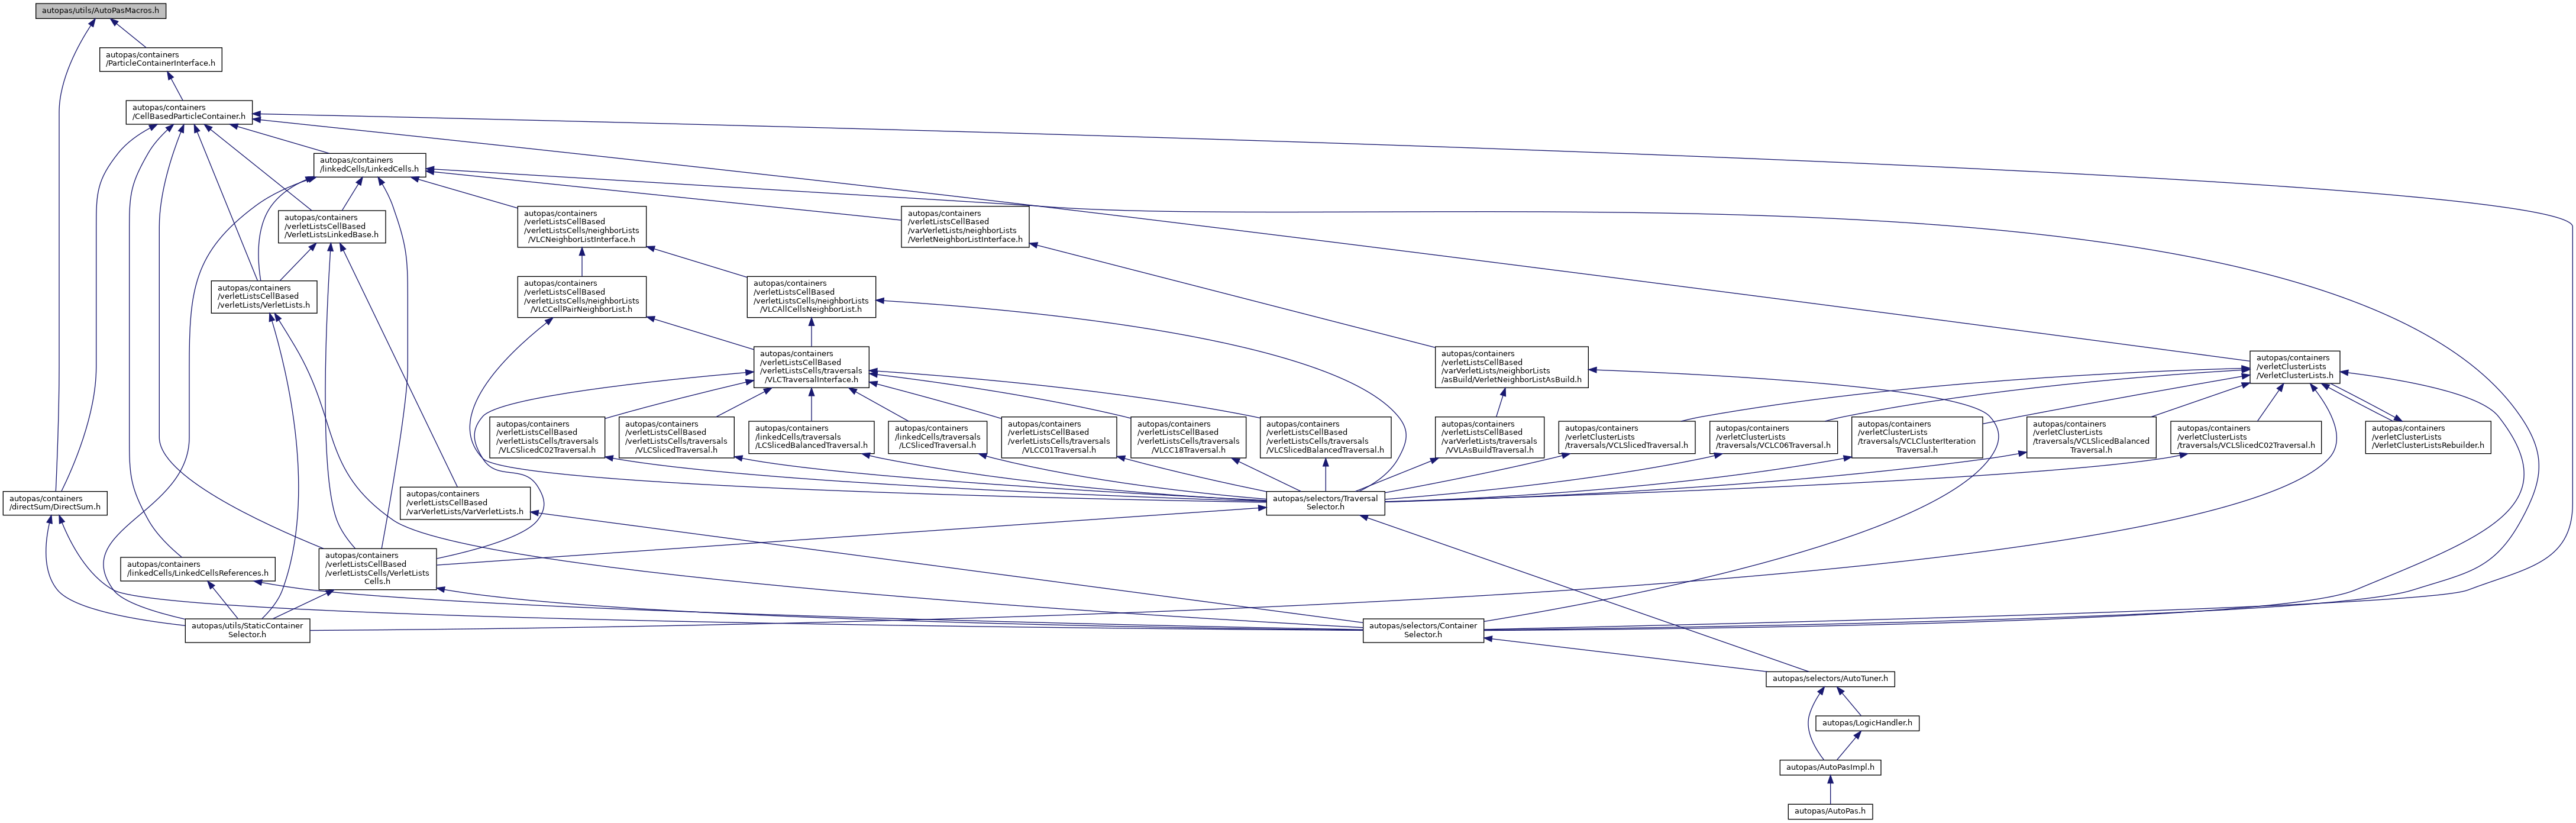 autopas/utils/AutoPasMacros.h
autopas/containers
/ParticleContainerInterface.h
autopas/containers
/CellBasedParticleContainer.h
autopas/containers
/linkedCells/LinkedCells.h
autopas/containers
/verletListsCellBased
/VerletListsLinkedBase.h
autopas/containers
/verletListsCellBased
/verletListsCells/neighborLists
/VLCNeighborListInterface.h
autopas/containers
/verletListsCellBased
/varVerletLists/neighborLists
/VerletNeighborListInterface.h
autopas/containers
/verletListsCellBased
/verletLists/VerletLists.h
autopas/containers
/verletListsCellBased
/verletListsCells/neighborLists
/VLCCellPairNeighborList.h
autopas/containers
/verletListsCellBased
/verletListsCells/neighborLists
/VLCAllCellsNeighborList.h
autopas/containers
/verletListsCellBased
/verletListsCells/traversals
/VLCTraversalInterface.h
autopas/containers
/verletListsCellBased
/varVerletLists/neighborLists
/asBuild/VerletNeighborListAsBuild.h
autopas/containers
/verletClusterLists
/VerletClusterLists.h
autopas/containers
/verletListsCellBased
/verletListsCells/traversals
/VLCSlicedC02Traversal.h
autopas/containers
/verletListsCellBased
/verletListsCells/traversals
/VLCSlicedTraversal.h
autopas/containers
/linkedCells/traversals
/LCSlicedBalancedTraversal.h
autopas/containers
/linkedCells/traversals
/LCSlicedTraversal.h
autopas/containers
/verletListsCellBased
/verletListsCells/traversals
/VLCC01Traversal.h
autopas/containers
/verletListsCellBased
/verletListsCells/traversals
/VLCC18Traversal.h
autopas/containers
/verletListsCellBased
/verletListsCells/traversals
/VLCSlicedBalancedTraversal.h
autopas/containers
/verletListsCellBased
/varVerletLists/traversals
/VVLAsBuildTraversal.h
autopas/containers
/verletClusterLists
/traversals/VCLSlicedTraversal.h
autopas/containers
/verletClusterLists
/traversals/VCLC06Traversal.h
autopas/containers
/verletClusterLists
/traversals/VCLClusterIteration
Traversal.h
autopas/containers
/verletClusterLists
/traversals/VCLSlicedBalanced
Traversal.h
autopas/containers
/verletClusterLists
/traversals/VCLSlicedC02Traversal.h
autopas/containers
/verletClusterLists
/VerletClusterListsRebuilder.h
autopas/containers
/directSum/DirectSum.h
autopas/containers
/verletListsCellBased
/varVerletLists/VarVerletLists.h
autopas/selectors/Traversal
Selector.h
autopas/containers
/linkedCells/LinkedCellsReferences.h
autopas/containers
/verletListsCellBased
/verletListsCells/VerletLists
Cells.h
autopas/utils/StaticContainer
Selector.h
autopas/selectors/Container
Selector.h
autopas/selectors/AutoTuner.h
autopas/LogicHandler.h
autopas/AutoPasImpl.h
autopas/AutoPas.h